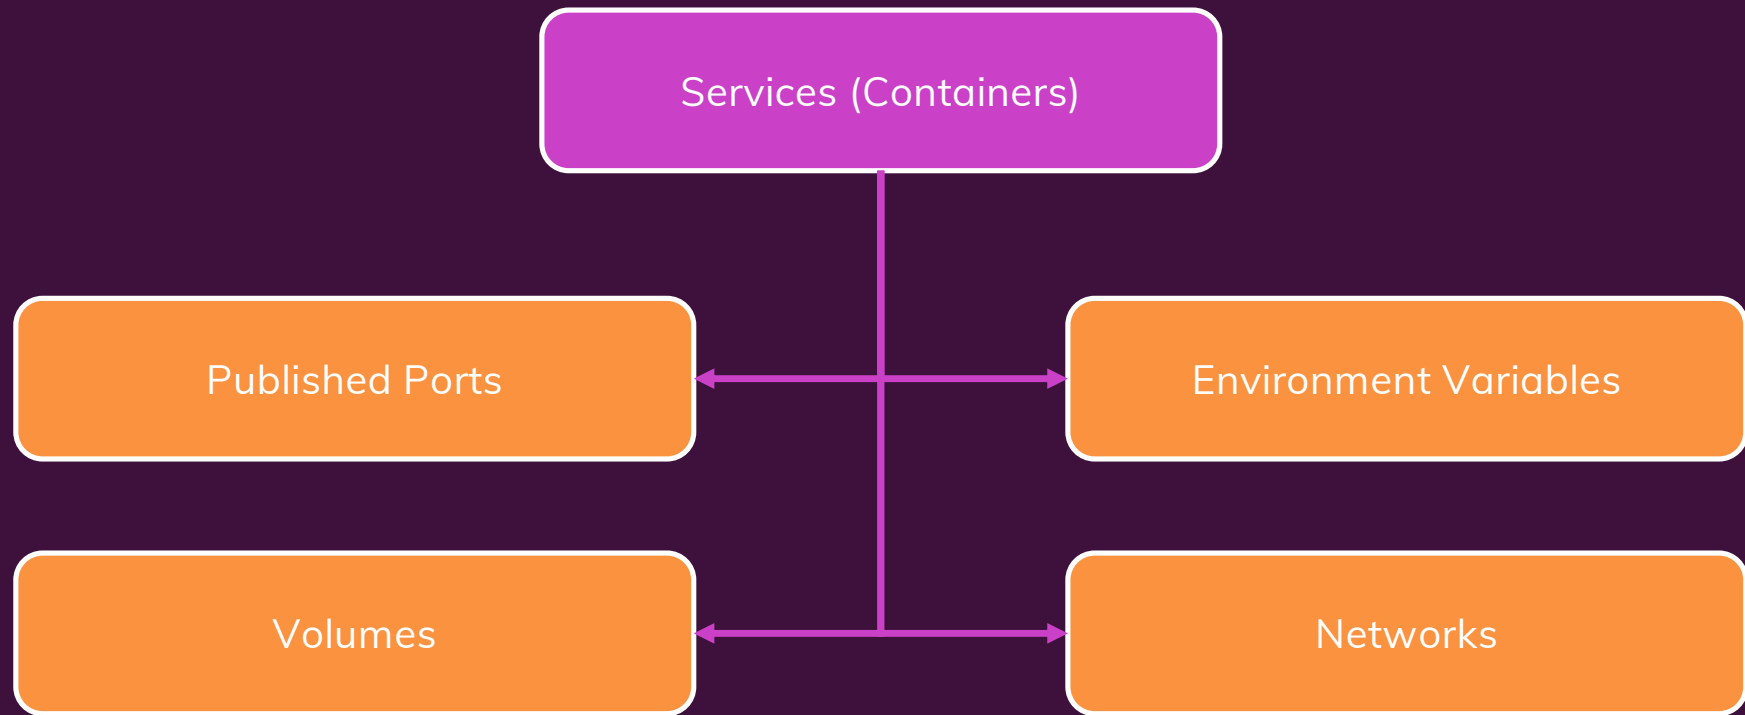 Services (Containers)
Published Ports
Environment Variables
Volumes
Networks